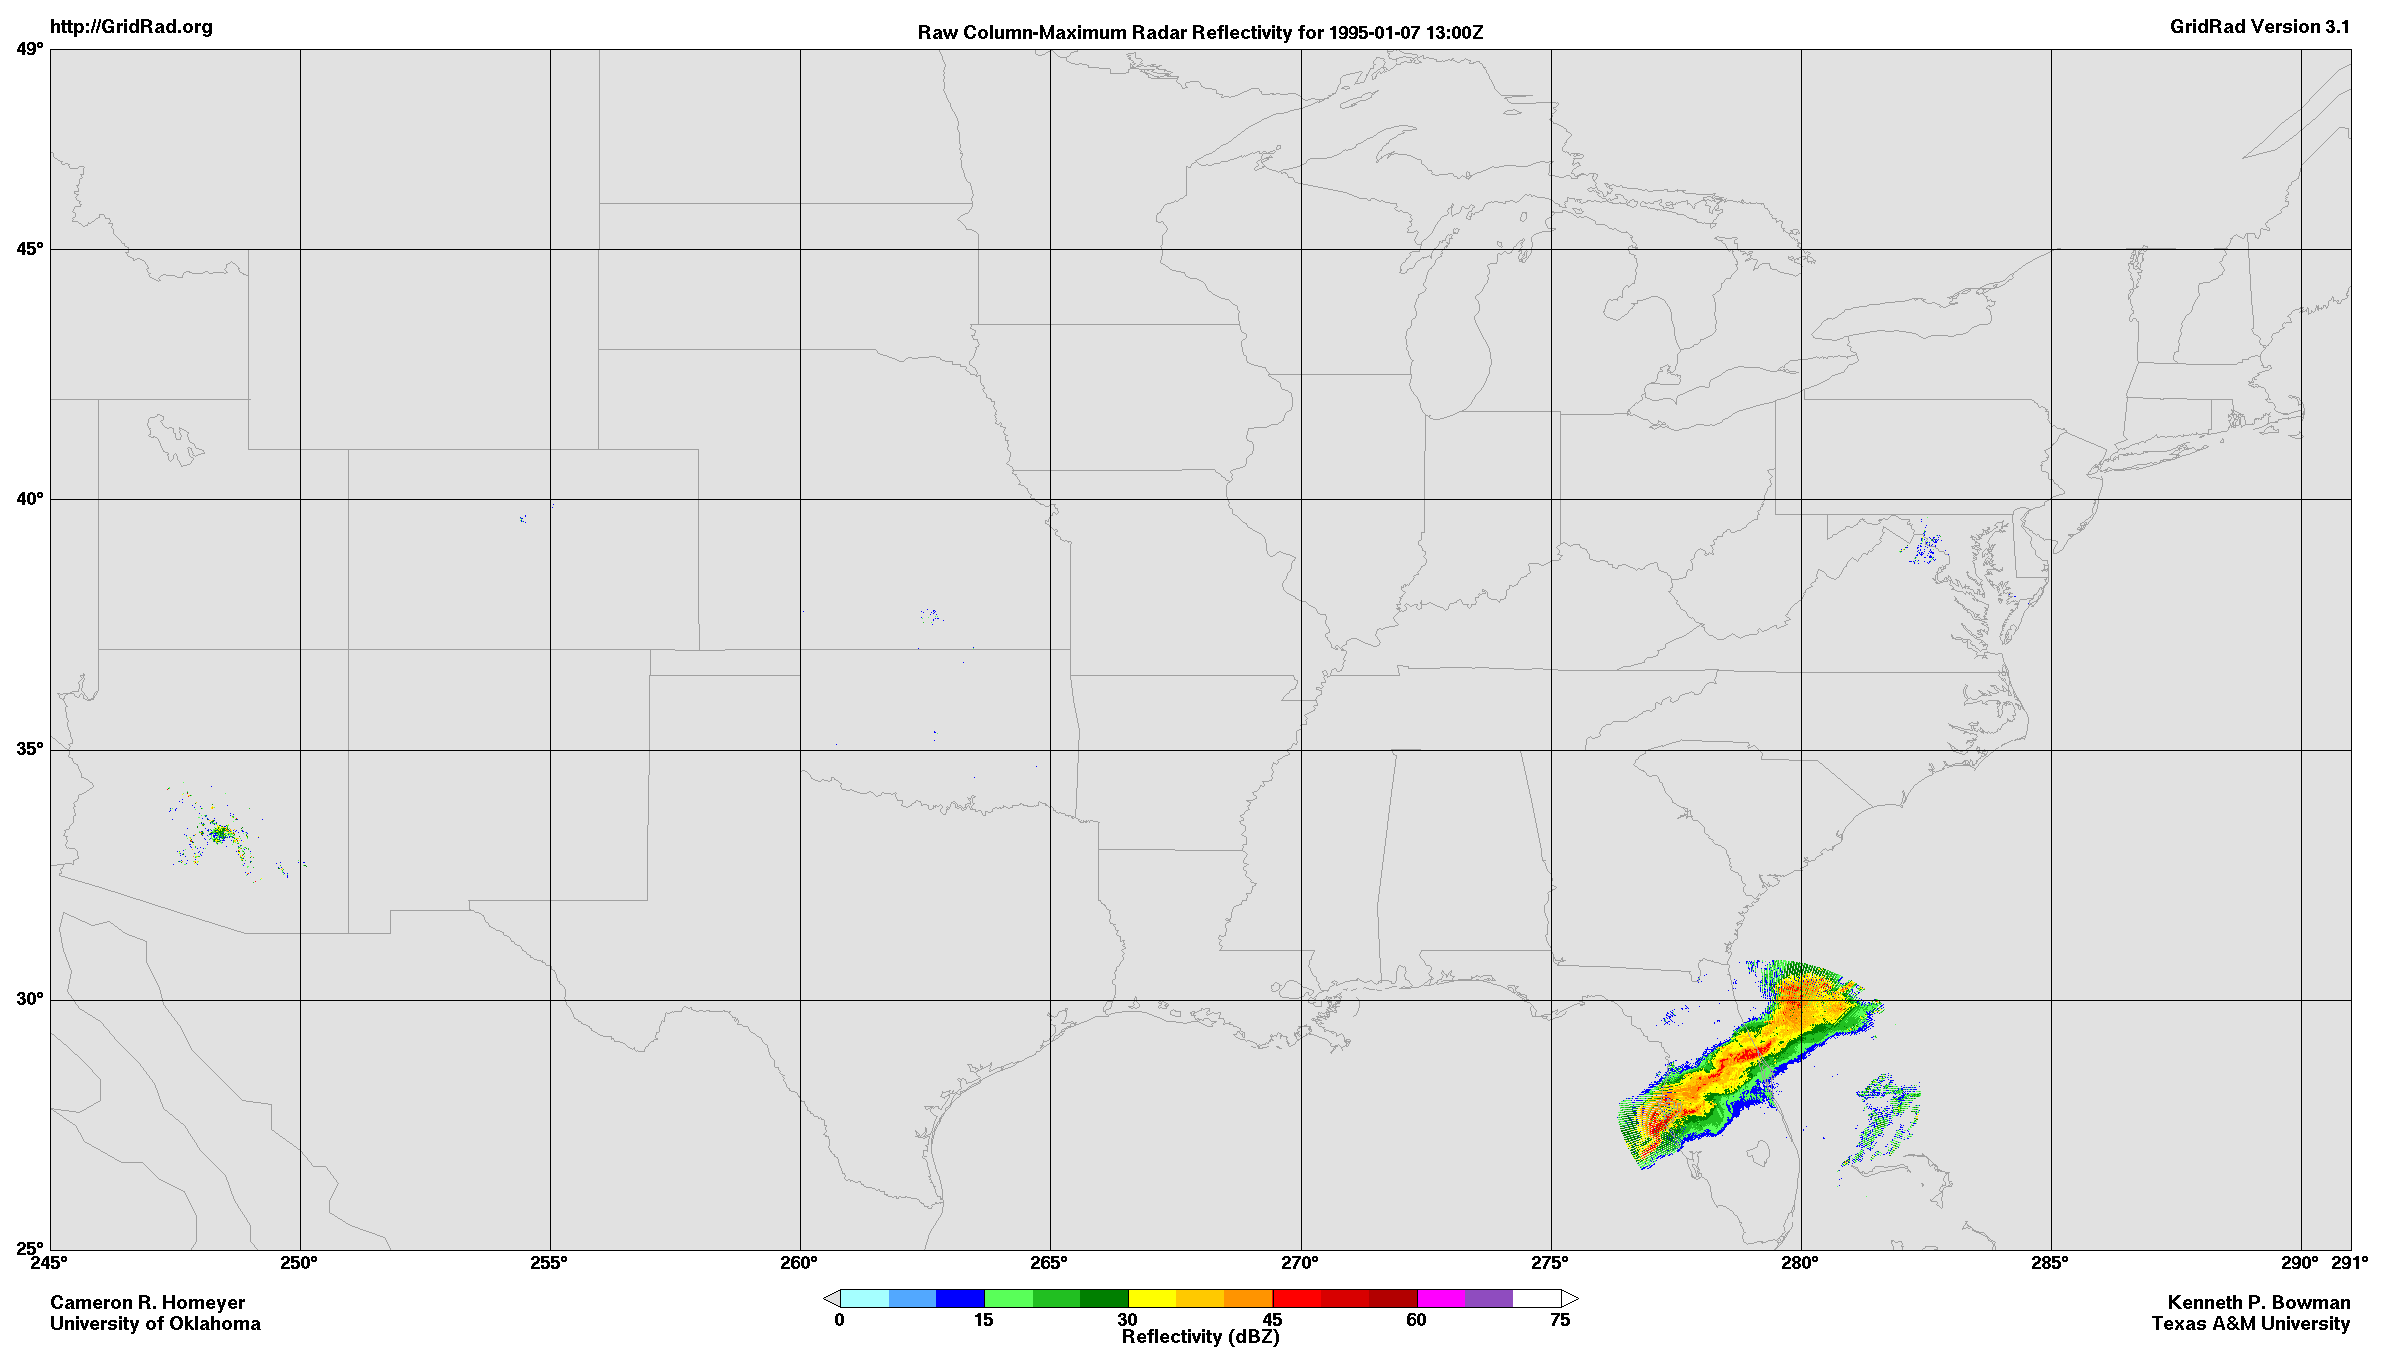 http://GridRad.org
Raw Column-Maximum Radar Reflectivity for 1995-01-07 13:00Z
GridRad Version 3.1
49°
45°
40°
35°
30°
25°
245° 250° 255° 260° 265° 270° 275° 280° 285° 290° 291°
0 15 30 45 60 75
Reflectivity (dBZ)
Cameron R. Homeyer
University of Oklahoma
Kenneth P. Bowman
Texas A&M University